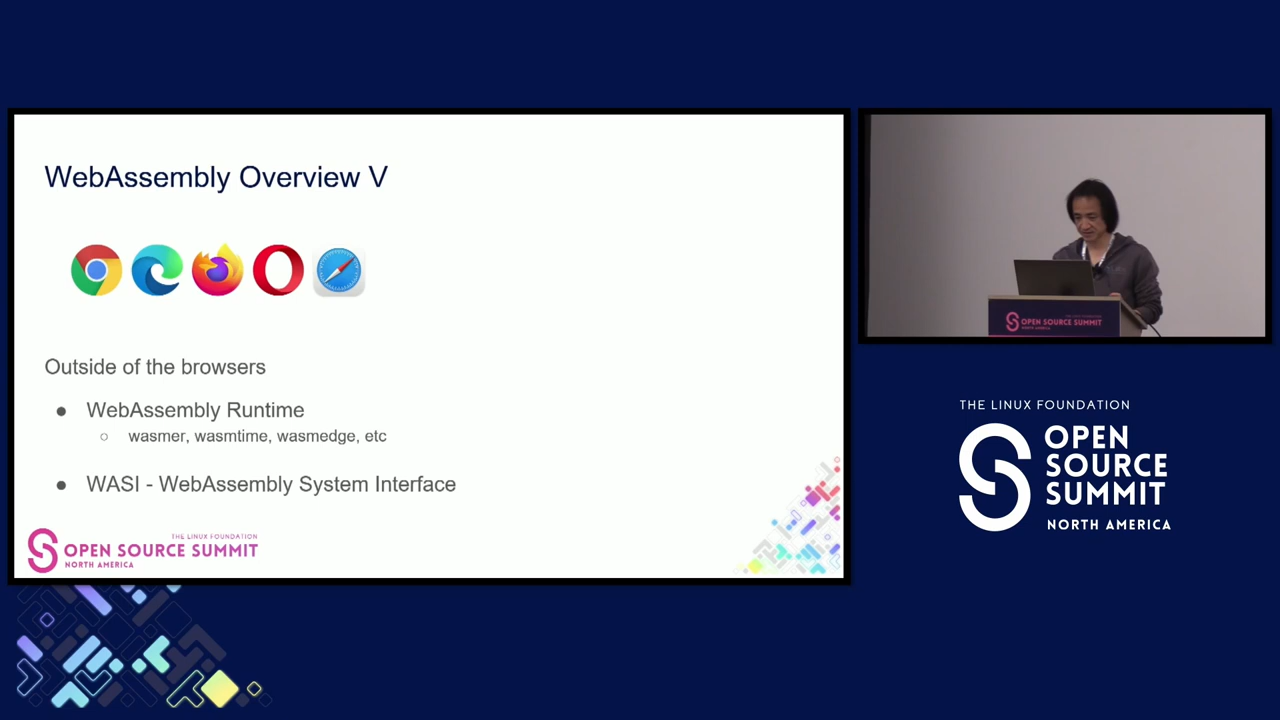 WebAssembly Overview V
Outside of the browsers
● WebAssembly Runtime
○ wasmer, wasmtime, wasmedge, etc
● WASI - WebAssembly System Interface
THE LINUX FOUNDATION
OPEN SOURCE SUMMIT
NORTH AMERICA
OPEN SOURCE SUMMIT
NORTH AMERICA
THE LINUX FOUNDATION
OPEN
SOURCE
SUMMIT
NORTH AMERICA